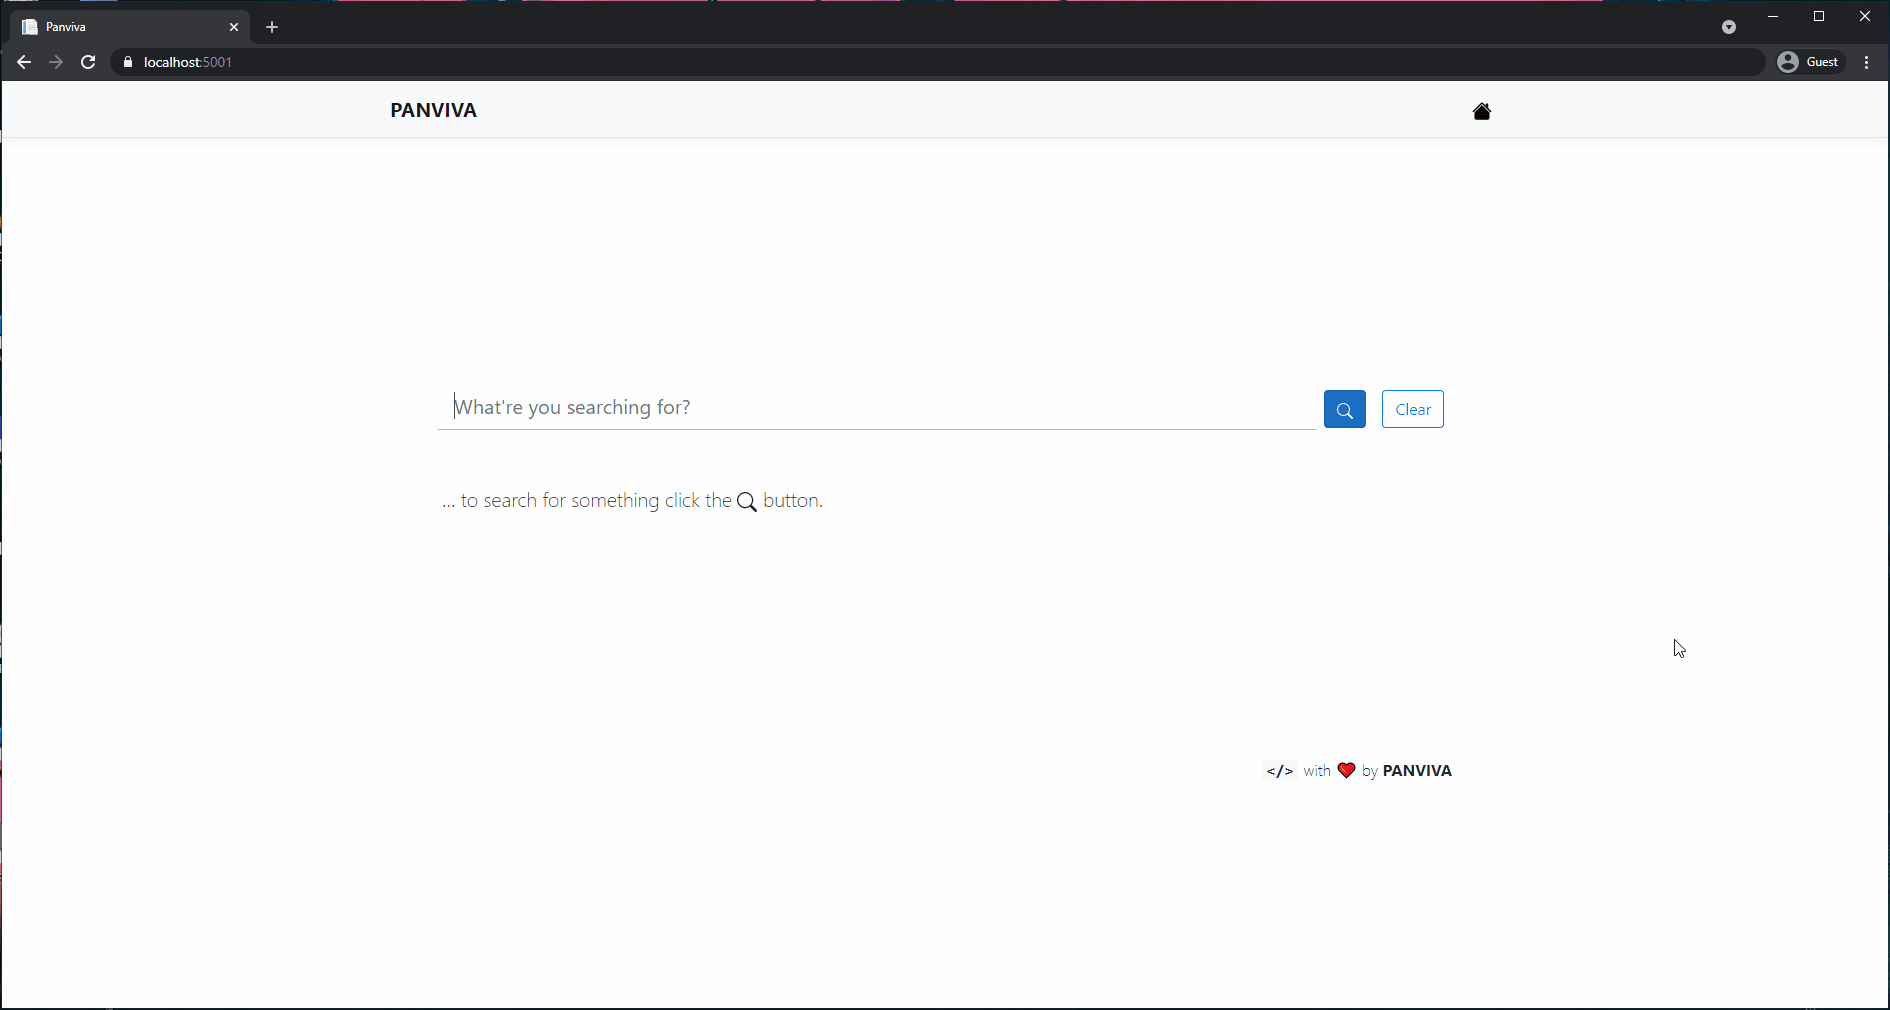 Panviva
localhost:5001
Guest
PANVIVA
What're you searching for?
Clear
... to search for something click the button.
</> with by PANVIVA